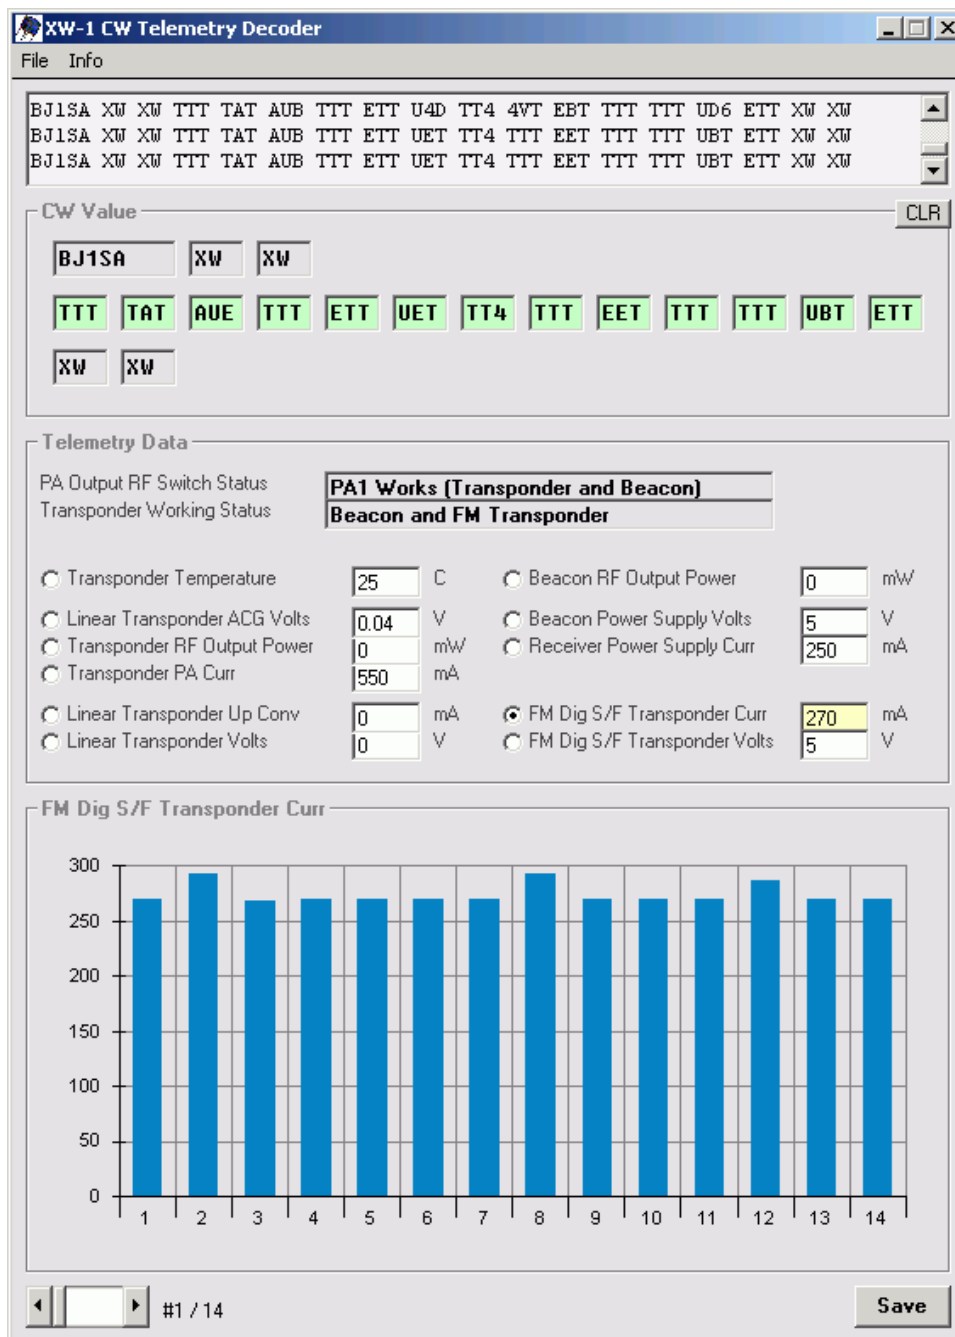 XW-1 CW Telemetry Decoder
File Info
BJ1SA XW XW TTT TAT AUB TTT ETT U4D TT4 4VT EBT TTT TTT UD6 ETT XW XW
BJ1SA XW XW TTT TAT AUB TTT ETT UET TT4 TTT EET TTT TTT UBT ETT XW XW
BJ1SA XW XW TTT TAT AUB TTT ETT UET TT4 TTT EET TTT TTT UBT ETT XW XW
CW Value CLR
BJ1SA XW XW
TTT TAT AUE TTT ETT UET TT4 TTT EET TTT TTT UBT ETT
XW XW
Telemetry Data
PA Output RF Switch Status PA1 Works (Transponder and Beacon)
Transponder Working Status Beacon and FM Transponder
Transponder Temperature 25 C Beacon RF Output Power 0 mW
Linear Transponder ACG Volts 0.04 V Beacon Power Supply Volts 5 V
Transponder RF Output Power 0 mW Receiver Power Supply Curr 250 mA
Transponder PA Curr 550 mA
Linear Transponder Up Conv 0 mA FM Dig S/F Transponder Curr 270 mA
Linear Transponder Volts 0 V FM Dig S/F Transponder Volts 5 V
FM Dig S/F Transponder Curr
300
250
200
150
100
50
0
1 2 3 4 5 6 7 8 9 10 11 12 13 14
#1 / 14 Save